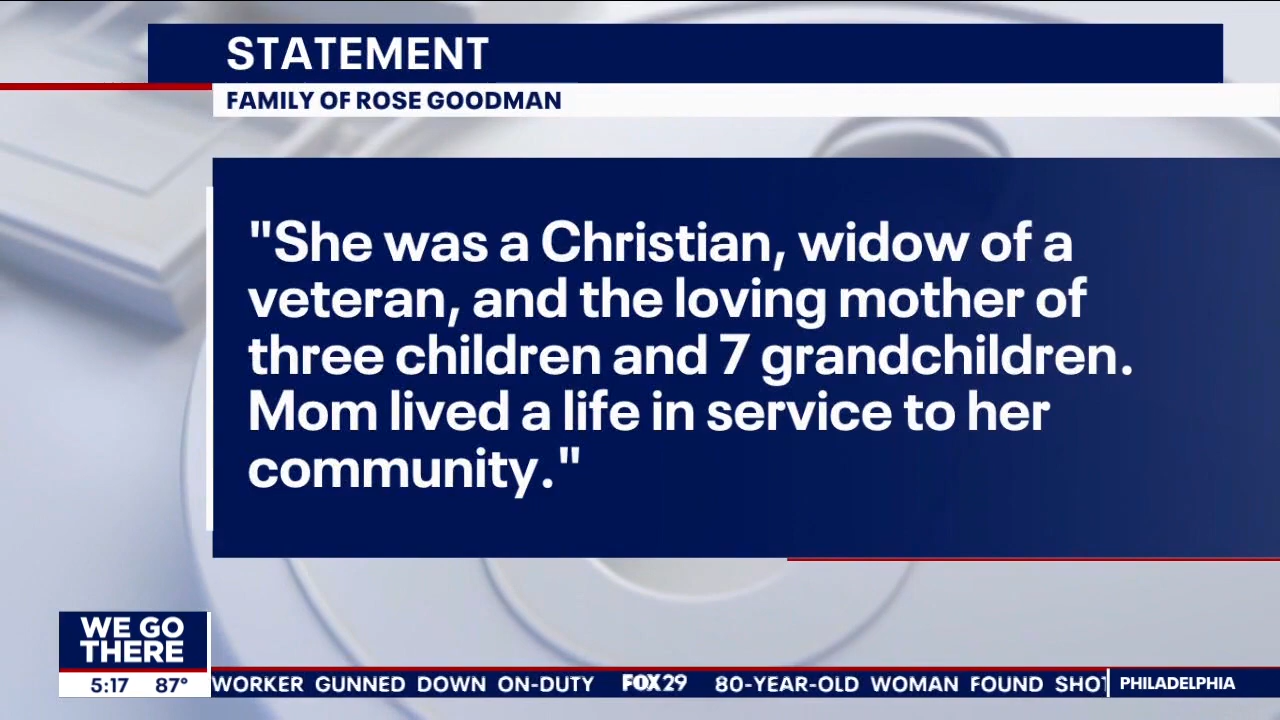 STATEMENT
FAMILY OF ROSE GOODMAN
"She was a Christian, widow of a
veteran, and the loving mother of
three children and 7 grandchildren.
Mom lived a life in service to her
community."
WE GO
THERE
5:17 87°
WORKER GUNNED DOWN ON-DUTY FOX29 80-YEAR-OLD WOMAN FOUND SHOT
PHILADELPHIA